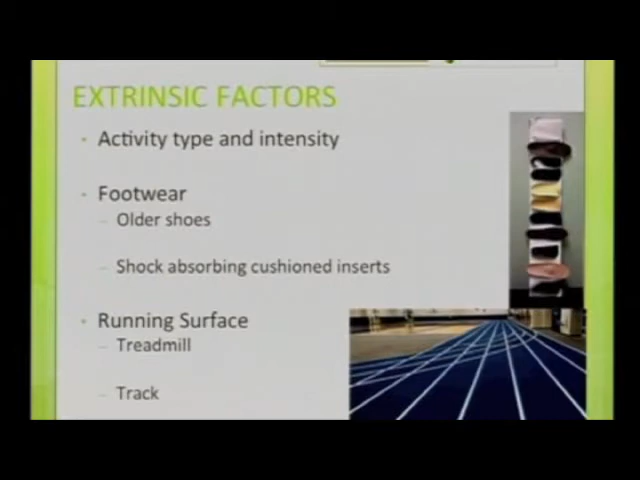 EXTRINSIC FACTORS
Activity type and intensity
Footwear
Older shoes
Shock absorbing cushioned inserts
Running Surface
Treadmill
Track